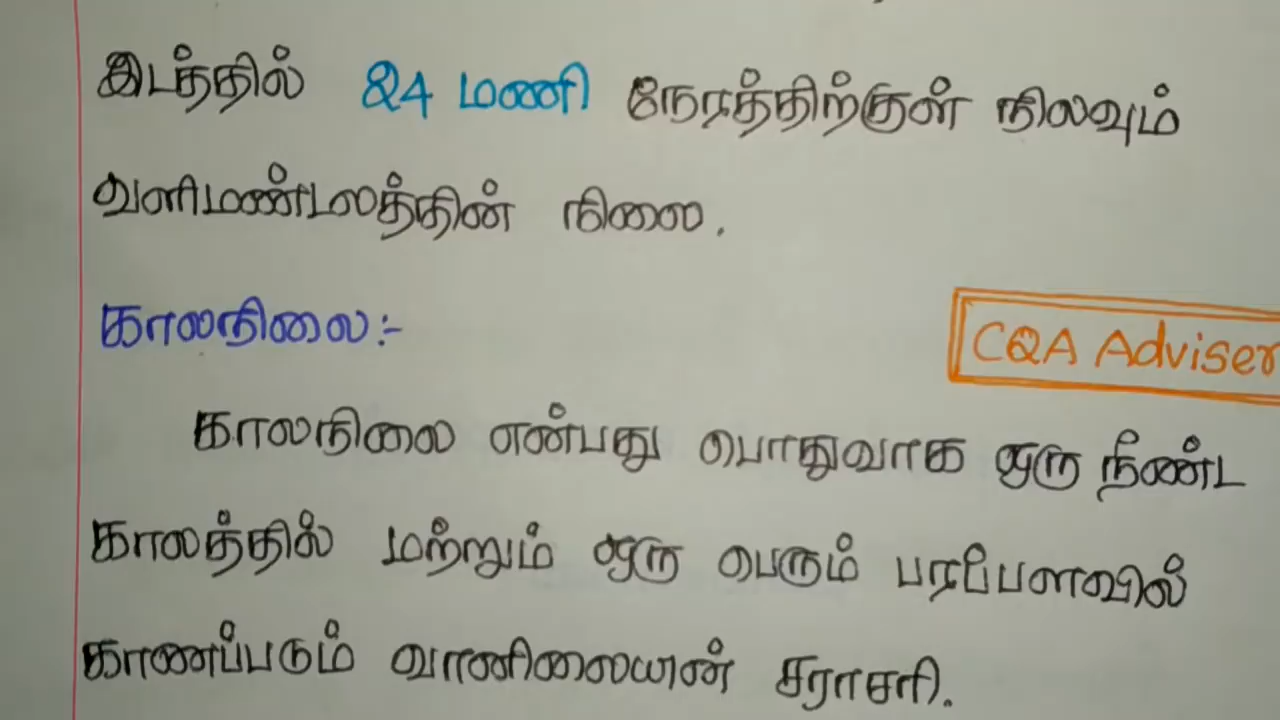 இடத்தில் 24 மணி நேரத்திற்குள் நிலவும்
வளிமண்டலத்தின் நிலை.
காலநிலை:-
CQA Adviser
காலநிலை என்பது பொதுவாக ஒரு நீண்ட
காலத்தில் மற்றும் ஒரு பெரும் பரப்பளவில்
காணப்படும் வானிலையின் சராசரி.